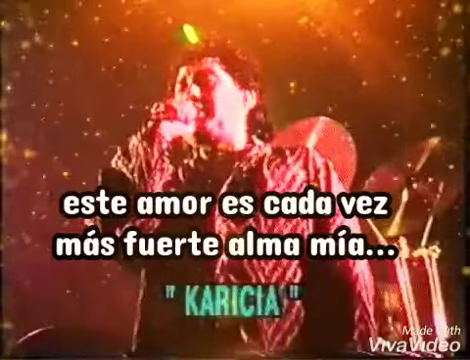 este amor es cada vez
más fuerte alma mía...
" KARICIA "
Made With
VivaVideo